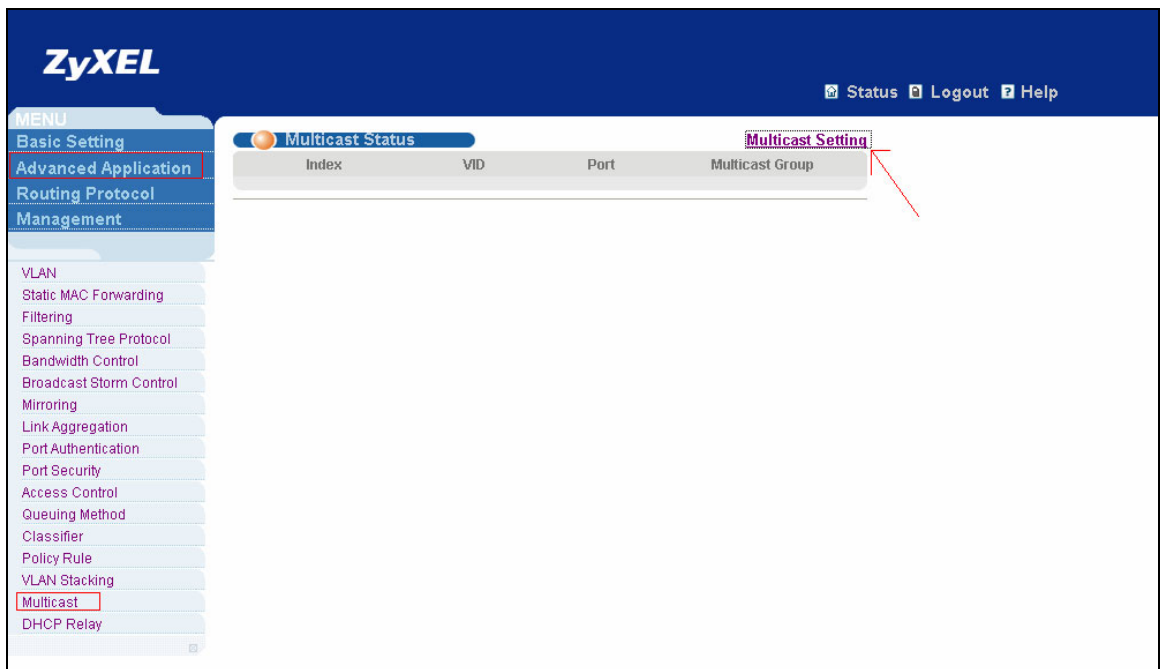 ZyXEL
Status Logout Help
MENU
Basic Setting
Advanced Application
Routing Protocol
Management
Multicast Status
Multicast Setting
Index VID Port Multicast Group
VLAN
Static MAC Forwarding
Filtering
Spanning Tree Protocol
Bandwidth Control
Broadcast Storm Control
Mirroring
Link Aggregation
Port Authentication
Port Security
Access Control
Queuing Method
Classifier
Policy Rule
VLAN Stacking
Multicast
DHCP Relay